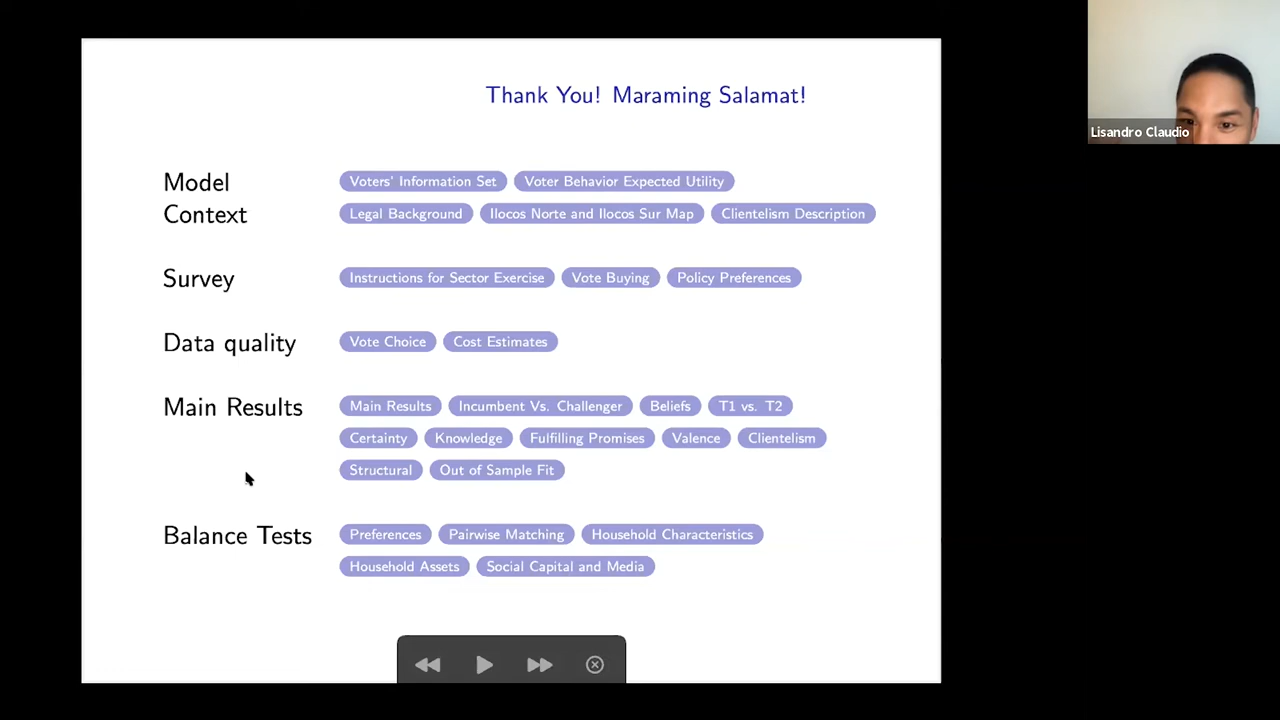 Thank You! Maraming Salamat!
Lisandro Claudio
Model Voters' Information Set Voter Behavior Expected Utility
Context Legal Background Ilocos Norte and Ilocos Sur Map Clientelism Description
Survey Instructions for Sector Exercise Vote Buying Policy Preferences
Data quality Vote Choice Cost Estimates
Main Results Main Results Incumbent Vs. Challenger Beliefs T1 vs. T2
Certainty Knowledge Fulfilling Promises Valence Clientelism
Structural Out of Sample Fit
Balance Tests Preferences Pairwise Matching Household Characteristics
Household Assets Social Capital and Media